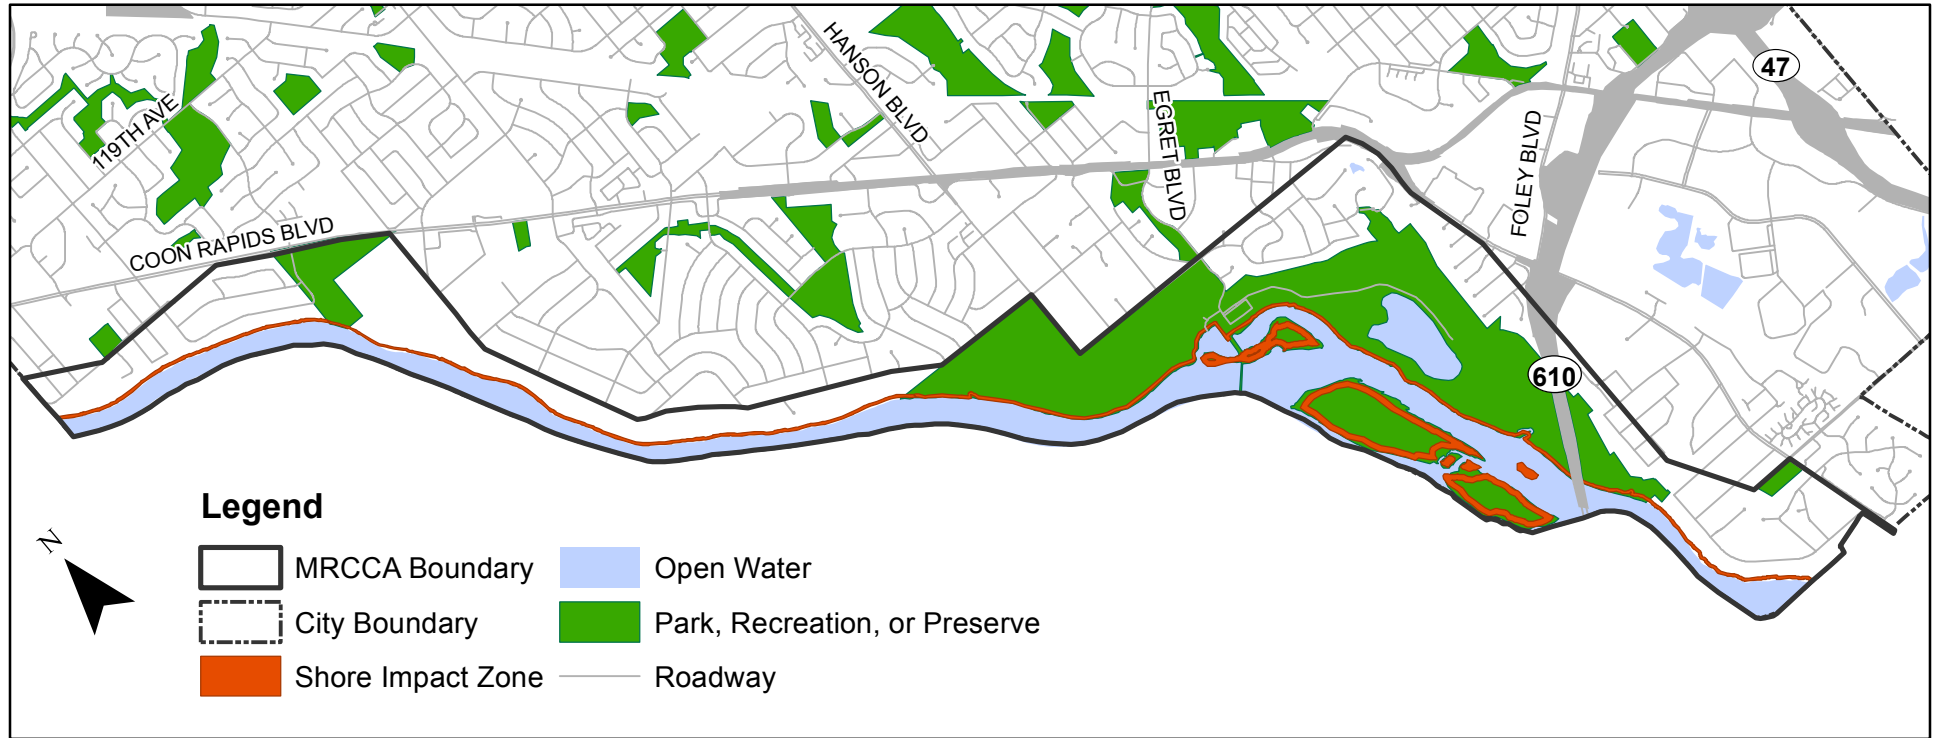 HANSON BLVD
47
119TH AVE
EGRET BLVD
FOLEY BLVD
COON RAPIDS BLVD
610
Legend
N
MRCCA Boundary
Open Water
City Boundary
Park, Recreation, or Preserve
Shore Impact Zone
Roadway